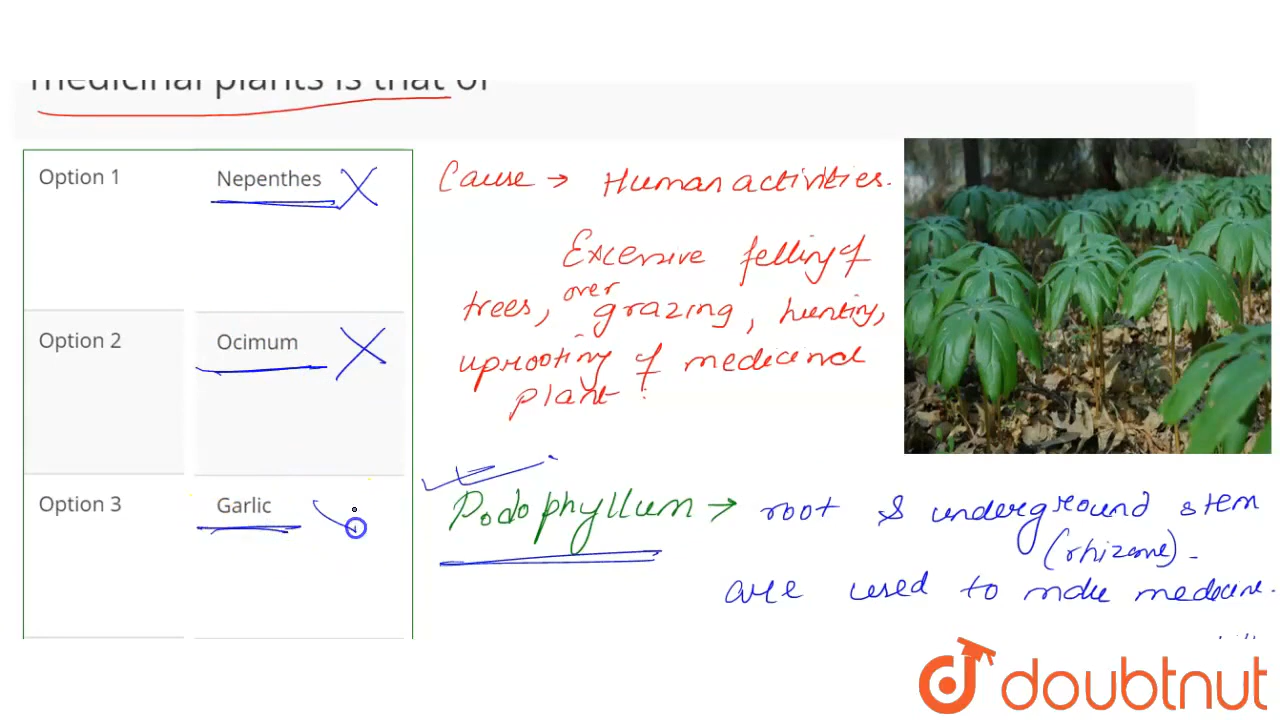 medicinal plants is that of
Option 1 Nepenthes
Cause → Human activities.
Excessive felling of
trees, over grazing, hunting,
uprooting of medicinal
plant
Option 2 Ocimum
Option 3 Garlic
Podophyllum → root & underground stem
(rhizome) -
are used to make medicine.
doubtnut